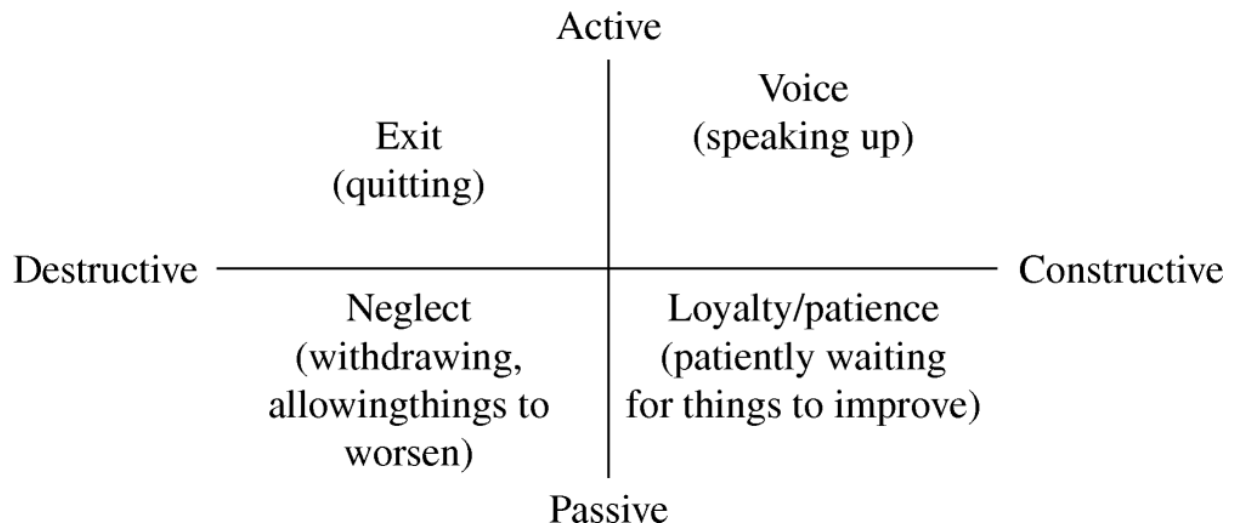 Active
Voice
(speaking up)
Exit
(quitting)
Destructive
Constructive
Neglect
(withdrawing,
allowingthings to
worsen)
Loyalty/patience
(patiently waiting
for things to improve)
Passive